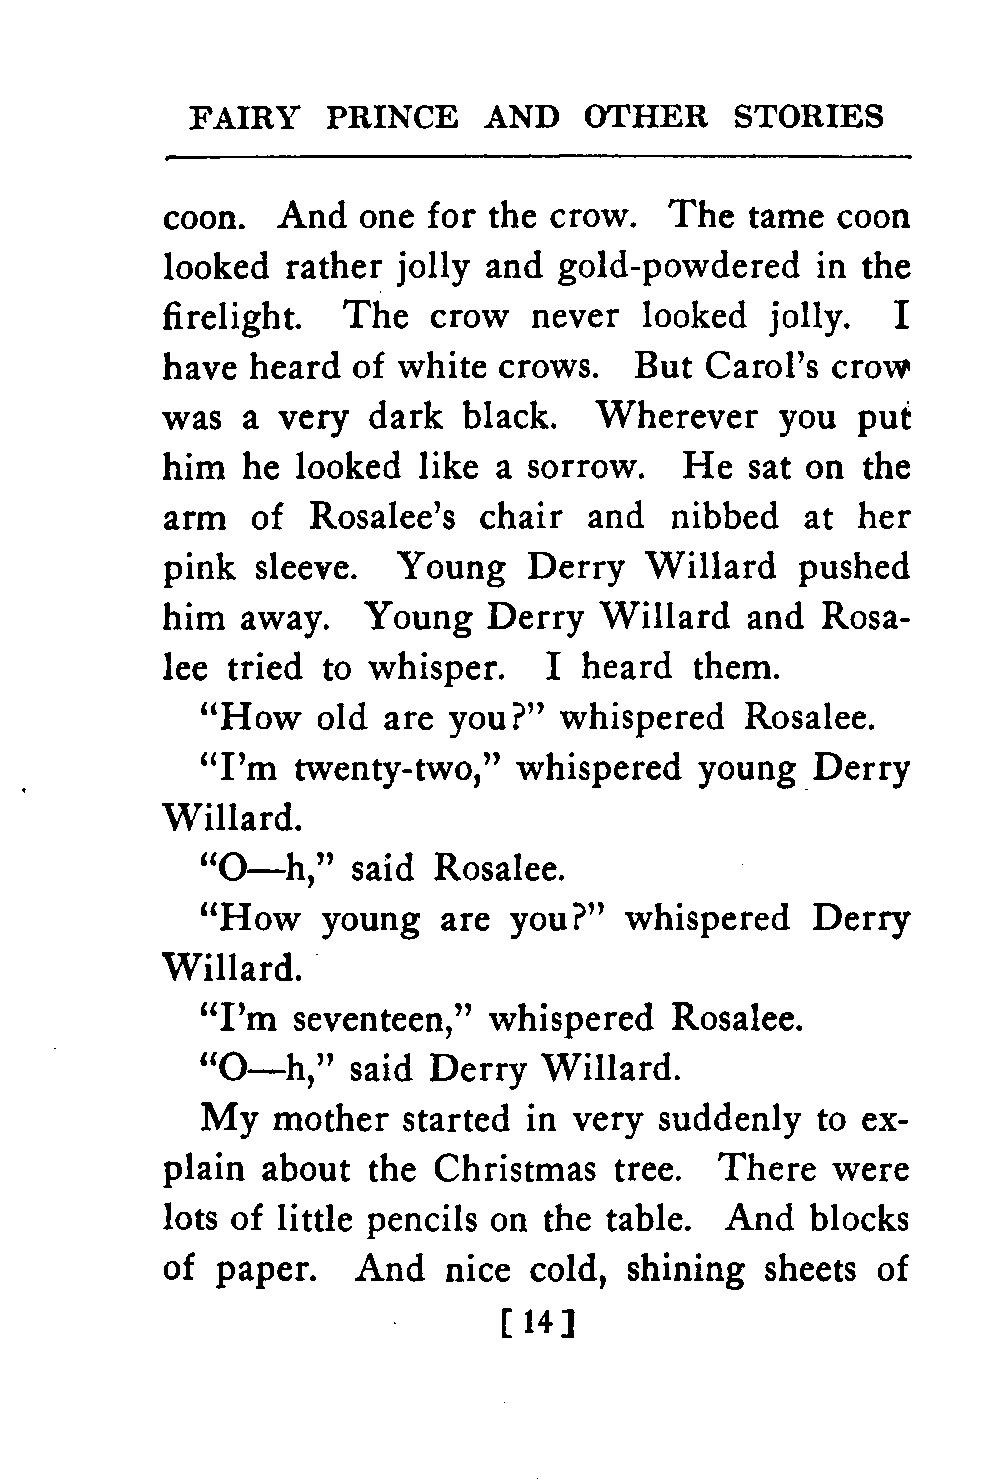 FAIRY PRINCE AND OTHER STORIES
coon. And one for the crow. The tame coon
looked rather jolly and gold-powdered in the
firelight. The crow never looked jolly. I
have heard of white crows. But Carol's crow
was a very dark black. Wherever you put
him he looked like a sorrow. He sat on the
arm of Rosalee's chair and nibbed at her
pink sleeve. Young Derry Willard pushed
him away. Young Derry Willard and Rosa-
lee tried to whisper. I heard them.
"How old are you?" whispered Rosalee.
"I'm twenty-two," whispered young Derry
Willard.
"O—h," said Rosalee.
"How young are you?" whispered Derry
Willard.
"I'm seventeen," whispered Rosalee.
"O—h," said Derry Willard.
My mother started in very suddenly to ex-
plain about the Christmas tree. There were
lots of little pencils on the table. And blocks
of paper. And nice cold, shining sheets of
[ 14 ]